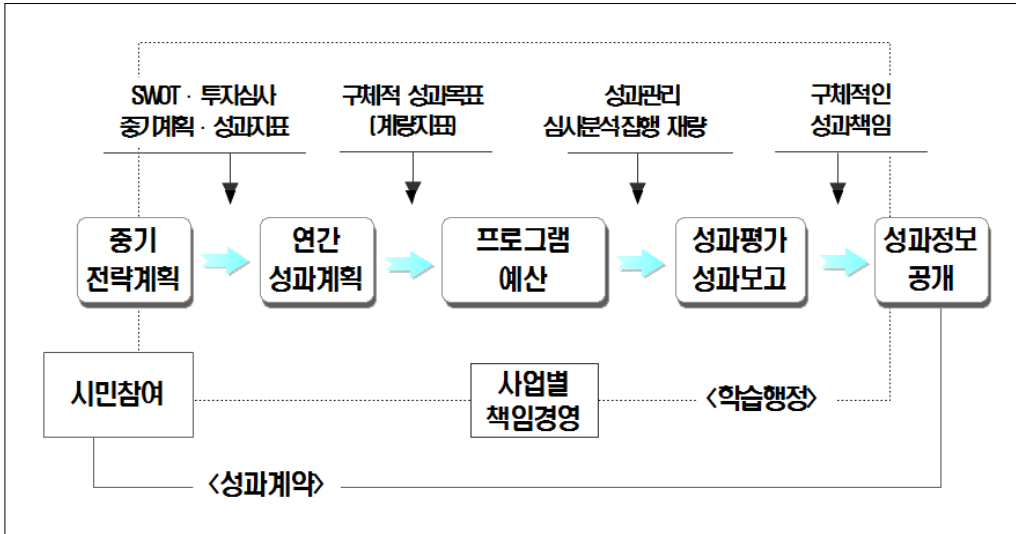 SWOT · 투자심사
중기계획 · 성과지표
구체적 성과목표
(계량지표)
성과관리
심사분석집행 재량
구체적인
성과책임
중기
전략계획
연간
성과계획
프로그램
예산
성과평가
성과보고
성과정보
공개
시민참여
사업별
책임경영
<학습행정>
<성과계약>